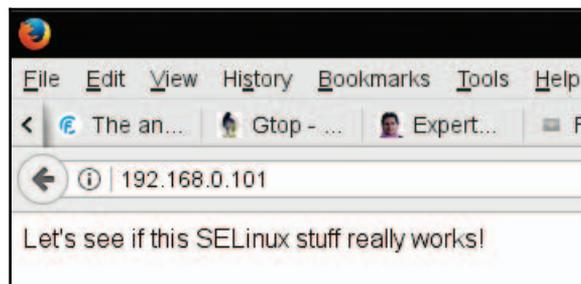 File Edit View History Bookmarks Tools Help
The an... Gtop - ... Expert... F
192.168.0.101
Let's see if this SELinux stuff really works!